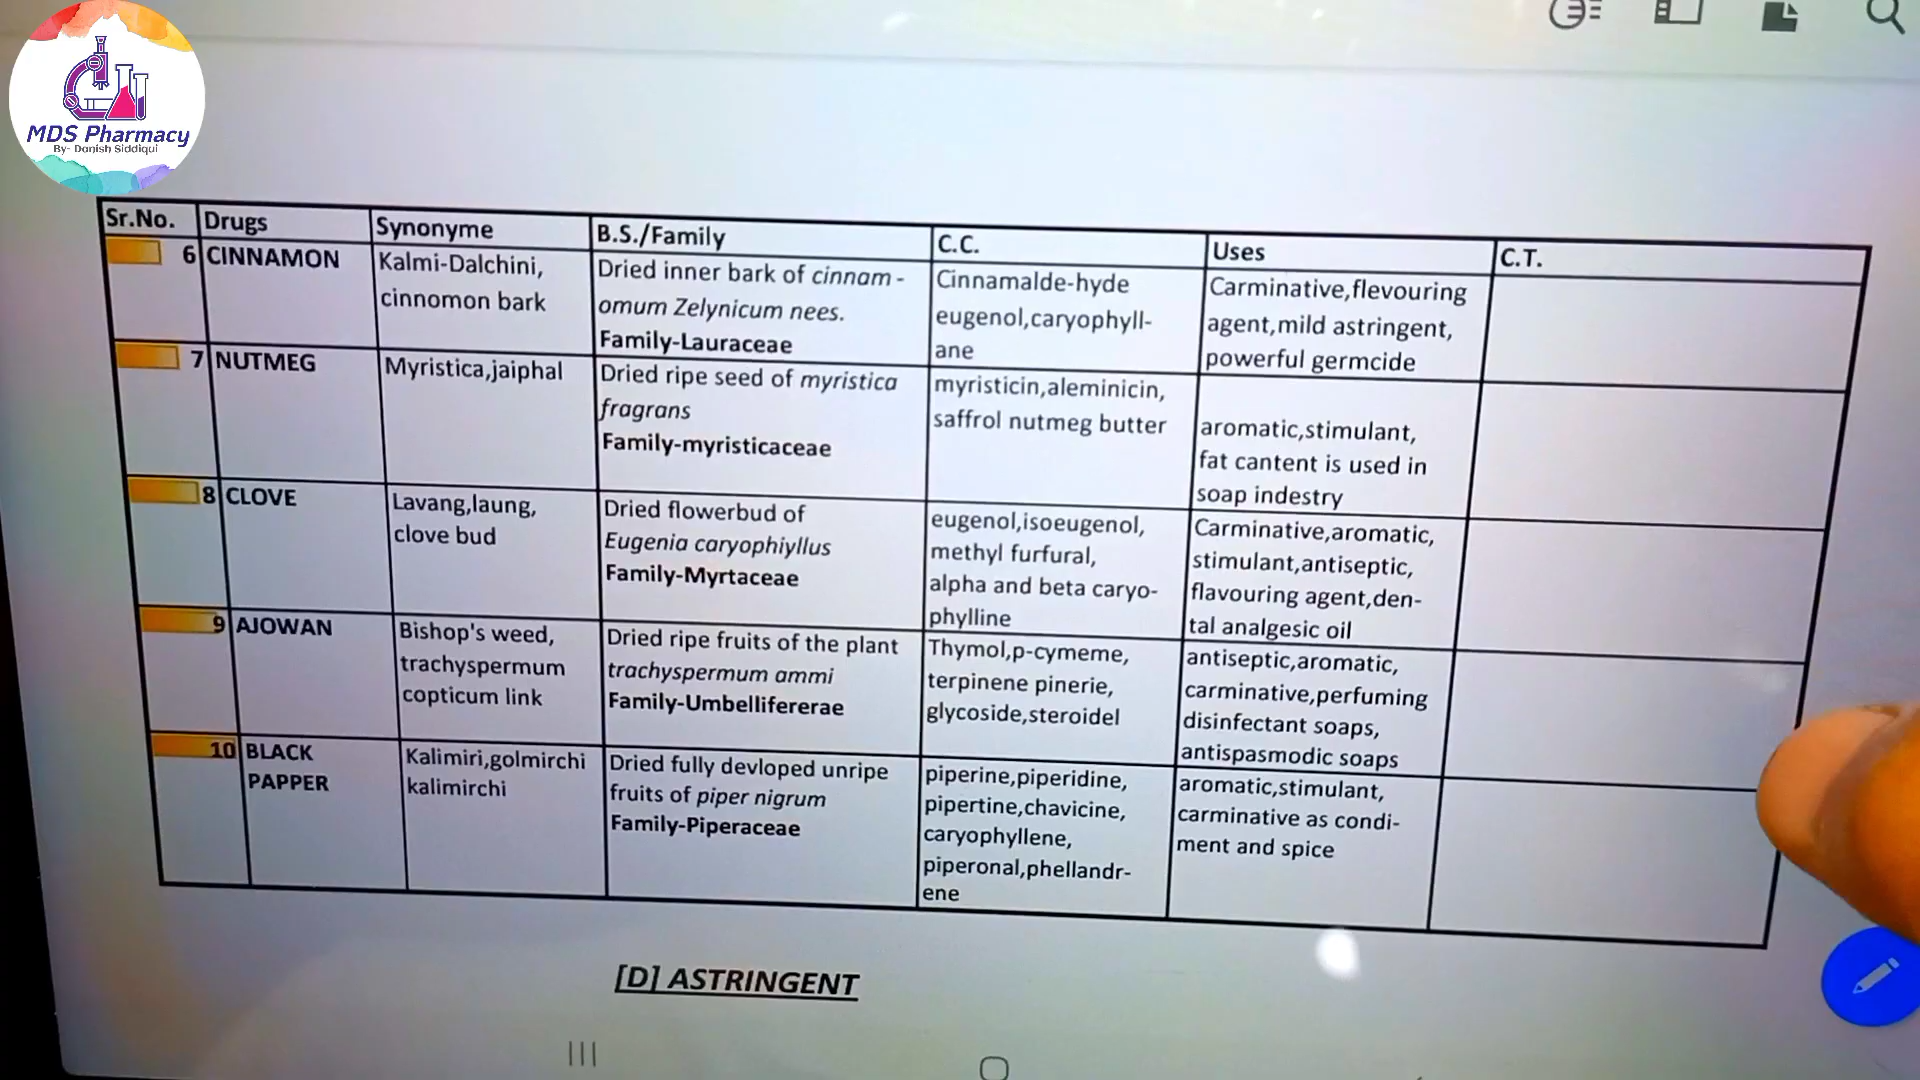 MDS Pharmacy
By- Danish Siddiqui
Sr.No. Drugs Synonyme B.S./Family C.C. Uses C.T.
6 CINNAMON
Kalmi-Dalchini,
cinnomon bark
Dried inner bark of cinnam -
omum Zelynicum nees.
Family-Lauraceae
Cinnamalde-hyde
eugenol,caryophyll-
ane
Carminative,flevouring
agent,mild astringent,
powerful germcide
7 NUTMEG
Myristica,jaiphal
Dried ripe seed of myristica
fragrans
Family-myristicaceae
myristicin,aleminicin,
saffrol nutmeg butter
aromatic,stimulant,
fat cantent is used in
soap indestry
8 CLOVE
Lavang,laung,
clove bud
Dried flowerbud of
Eugenia caryophiyllus
Family-Myrtaceae
eugenol,isoeugenol,
methyl furfural,
alpha and beta caryo-
phylline
Carminative,aromatic,
stimulant,antiseptic,
flavouring agent,den-
tal analgesic oil
9 AJOWAN
Bishop's weed,
trachyspermum
copticum link
Dried ripe fruits of the plant
trachyspermum ammi
Family-Umbellifererae
Thymol,p-cymeme,
terpinene pinerie,
glycoside,steroidel
antiseptic,aromatic,
carminative,perfuming
disinfectant soaps,
antispasmodic soaps
10 BLACK
PAPPER
Kalimiri,golmirchi
kalimirchi
Dried fully devloped unripe
fruits of piper nigrum
Family-Piperaceae
piperine,piperidine,
pipertine,chavicine,
caryophyllene,
piperonal,phellandr-
ene
aromatic,stimulant,
carminative as condi-
ment and spice
[D] ASTRINGENT